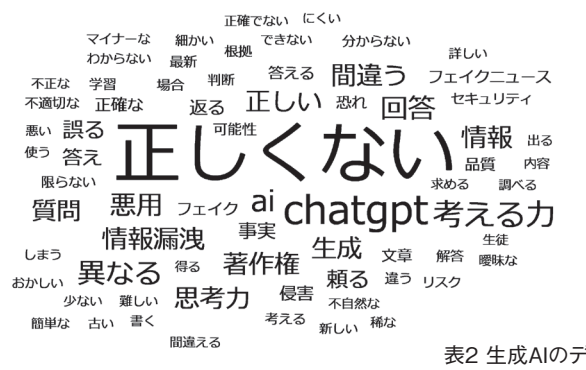 正確でない にくい
マイナーな 細かい 根拠 できない 分からない
わからない 最新 詳しい
不正な 学習 場合 判断 答える 間違う フェイクニュース
不適切な 正確な 返る 正しい 恐れ 回答 セキュリティ
悪い 誤る 可能性 情報 出る
使う 答え 正しくない 品質 内容
限らない 求める 調べる
質問 悪用 フェイク ai chatgpt 考える力
情報漏洩 事実 生成 生徒
しまう 異なる 得る 著作権 文章 解答 曖昧な
おかしい 頼る 違う リスク
少ない 難しい 思考力 侵害 不自然な
簡単な 古い 書く 考える 新しい 稀な
間違える
表2 生成AIのデ